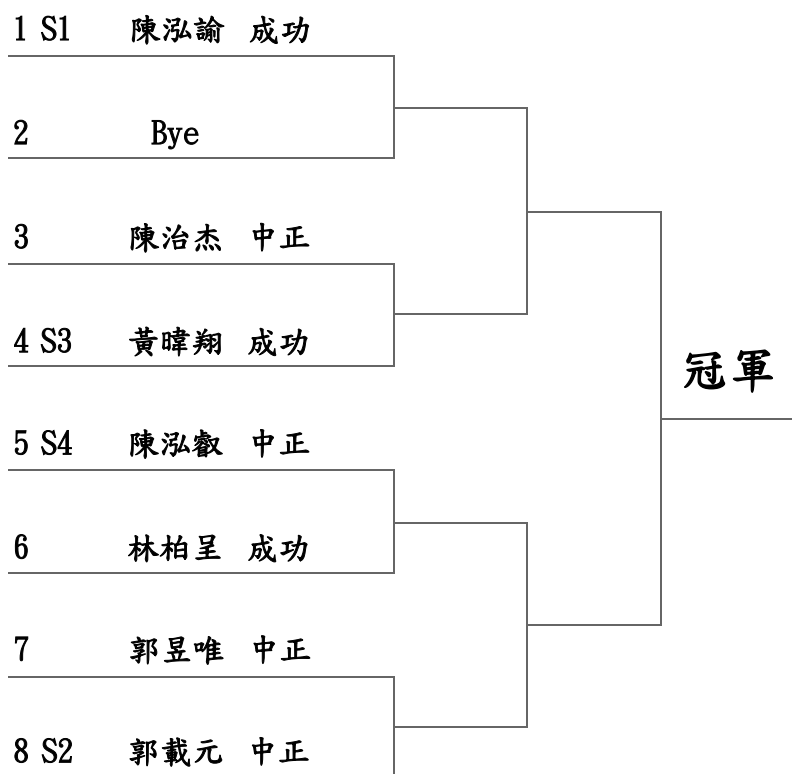 1 S1 陳泓諭 成功
2 Bye
3 陳治杰 中正
4 S3 黃暐翔 成功
冠軍
5 S4 陳泓叡 中正
6 林柏呈 成功
7 郭昱唯 中正
8 S2 郭載元 中正